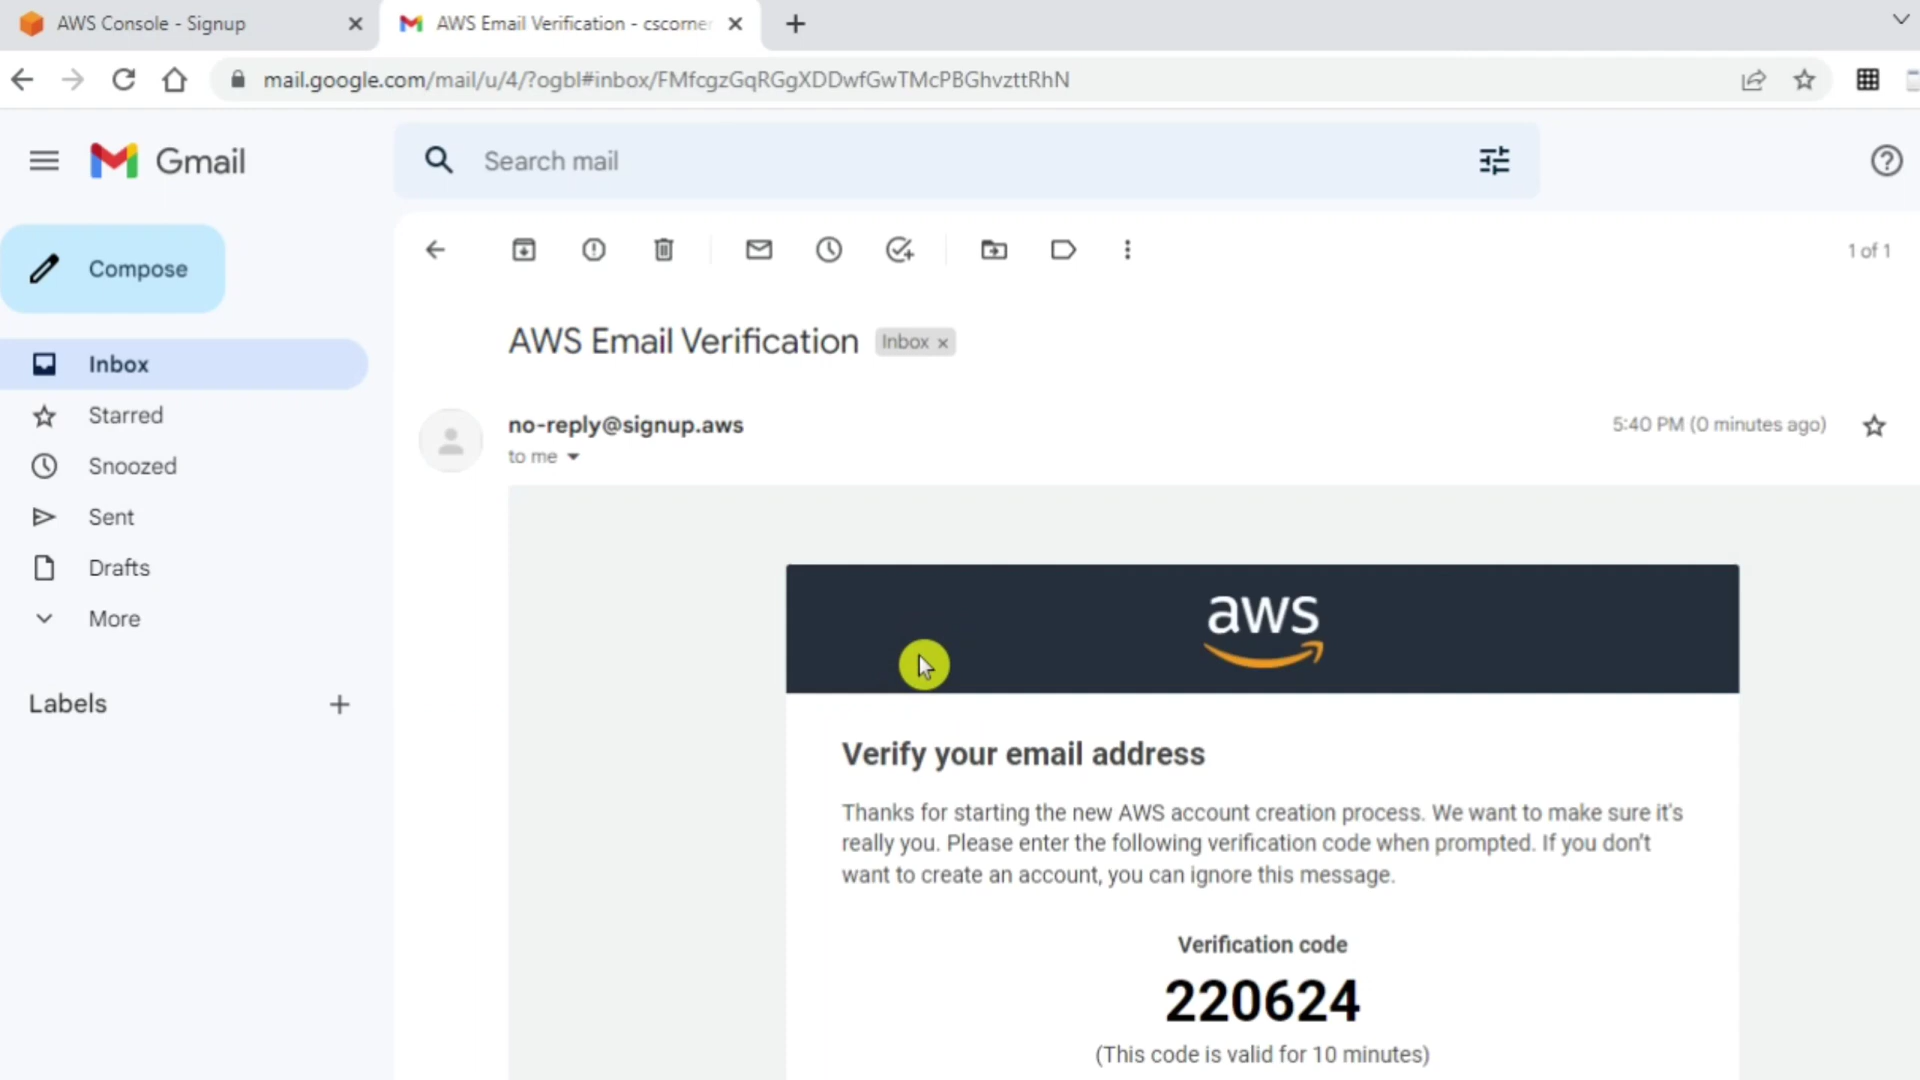 AWS Console - Signup
AWS Email Verification - cscorner
mail.google.com/mail/u/4/?ogbl#inbox/FMfcgzGqRGgXDDwfGwTMcPBGhvzttRhN
Gmail
Search mail
Compose
1 of 1
AWS Email Verification
Inbox ×
Inbox
Starred
Snoozed
Sent
Drafts
More
Labels
no-reply@signup.aws
5:40 PM (0 minutes ago)
to me
aws
Verify your email address
Thanks for starting the new AWS account creation process. We want to make sure it's
really you. Please enter the following verification code when prompted. If you don't
want to create an account, you can ignore this message.
Verification code
220624
(This code is valid for 10 minutes)